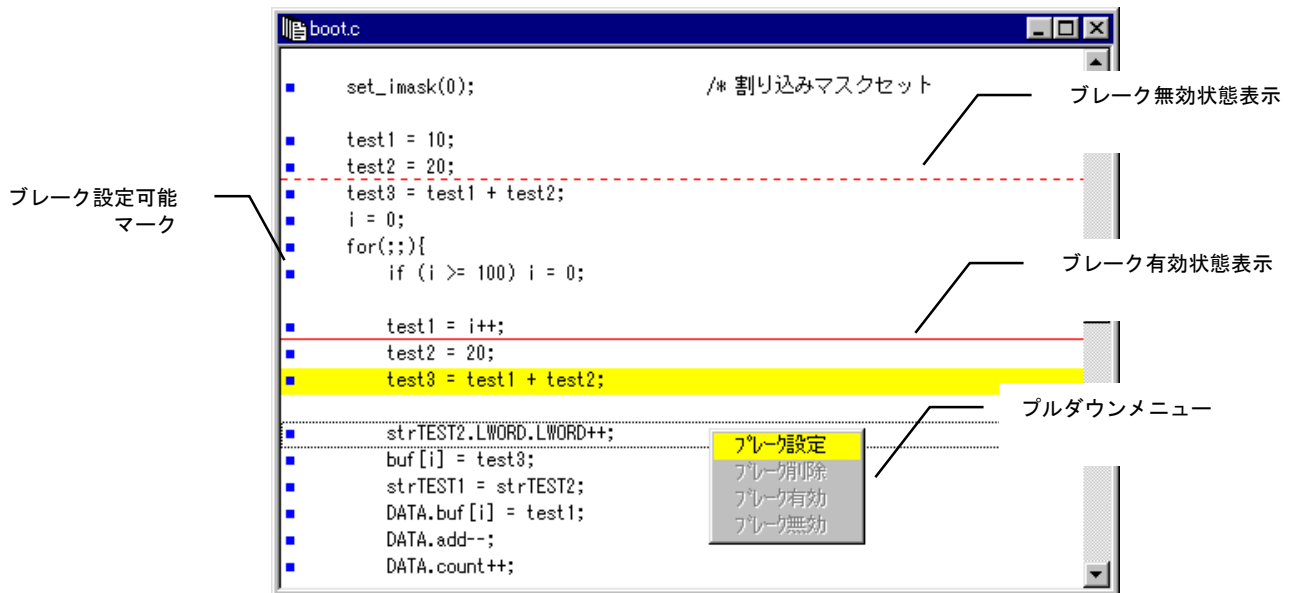 boot.c
set_imask(0); /* 割り込みマスクセット
ブレーク無効状態表示
test1 = 10;
test2 = 20;
ブレーク設定可能
マーク
test3 = test1 + test2;
i = 0;
for(;;){
if (i >= 100) i = 0;
ブレーク有効状態表示
test1 = i++;
test2 = 20;
test3 = test1 + test2;
プルダウンメニュー
strTEST2.LWORD.LWORD++;
buf[i] = test3;
strTEST1 = strTEST2;
DATA.buf[i] = test1;
DATA.add--;
DATA.count++;
ﾌﾞﾚｰｸ設定
ﾌﾞﾚｰｸ削除
ﾌﾞﾚｰｸ有効
ﾌﾞﾚｰｸ無効